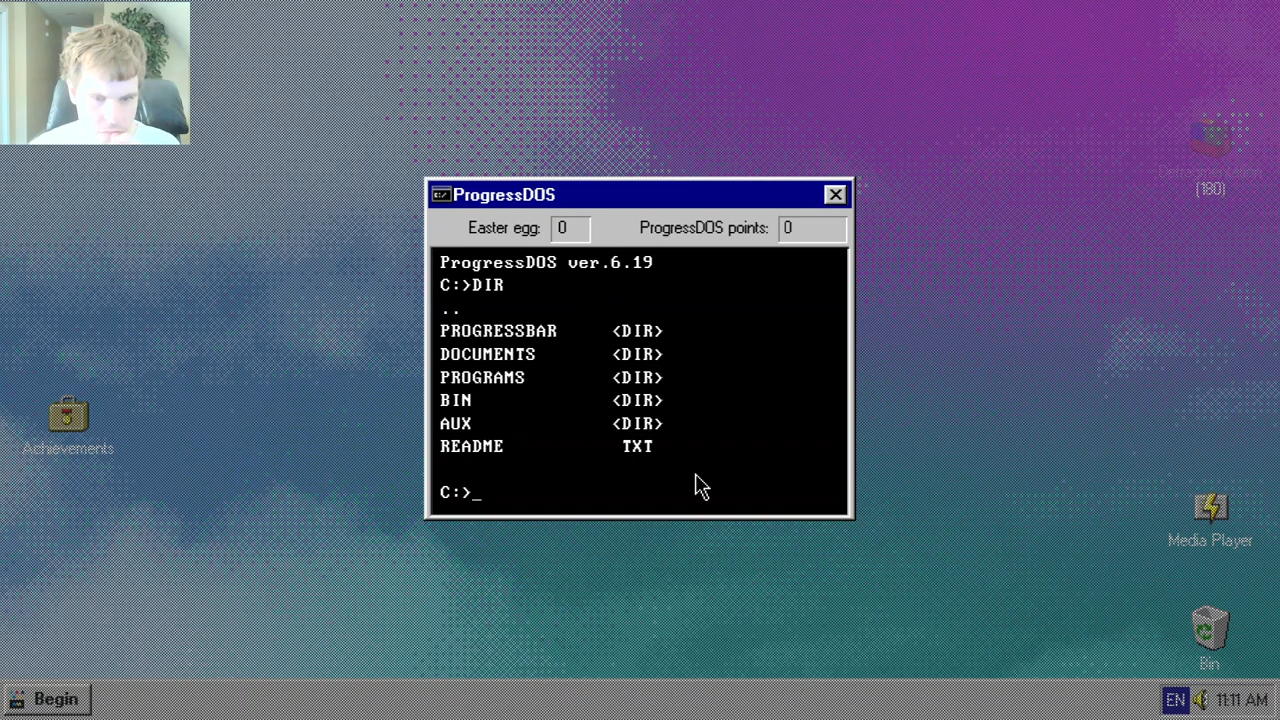 ProgressDOS
Easter egg: 0 ProgressDOS points: 0
ProgressDOS ver.6.19
C:>DIR
..
PROGRESSBAR <DIR>
DOCUMENTS <DIR>
PROGRAMS <DIR>
BIN <DIR>
AUX <DIR>
README TXT
C:>_
Achievements
Media Player
Bin
Begin
EN 11:11 AM